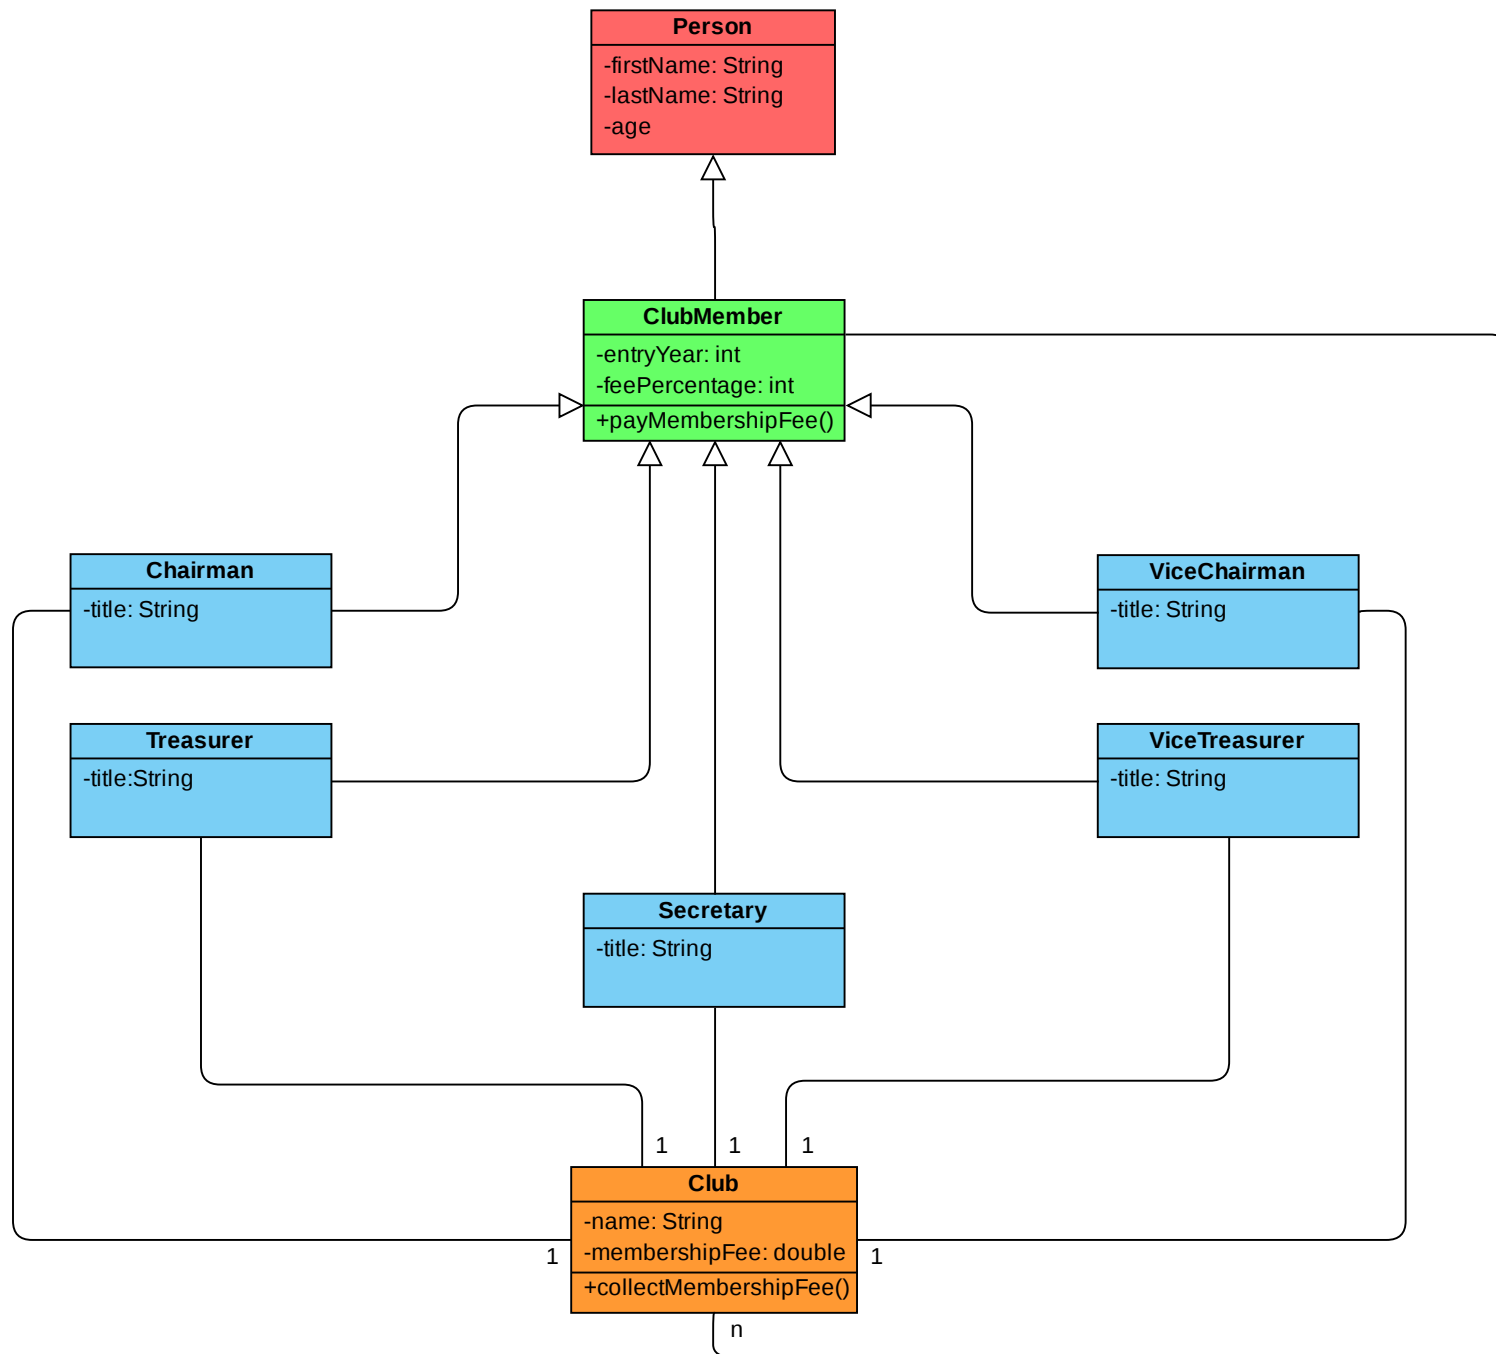 Person
-firstName: String
-lastName: String
-age
ClubMember
-entryYear: int
-feePercentage: int
+payMembershipFee()
Chairman
-title: String
ViceChairman
-title: String
Treasurer
-title:String
ViceTreasurer
-title: String
Secretary
-title: String
1
1
1
Club
-name: String
-membershipFee: double
+collectMembershipFee()
1
1
n